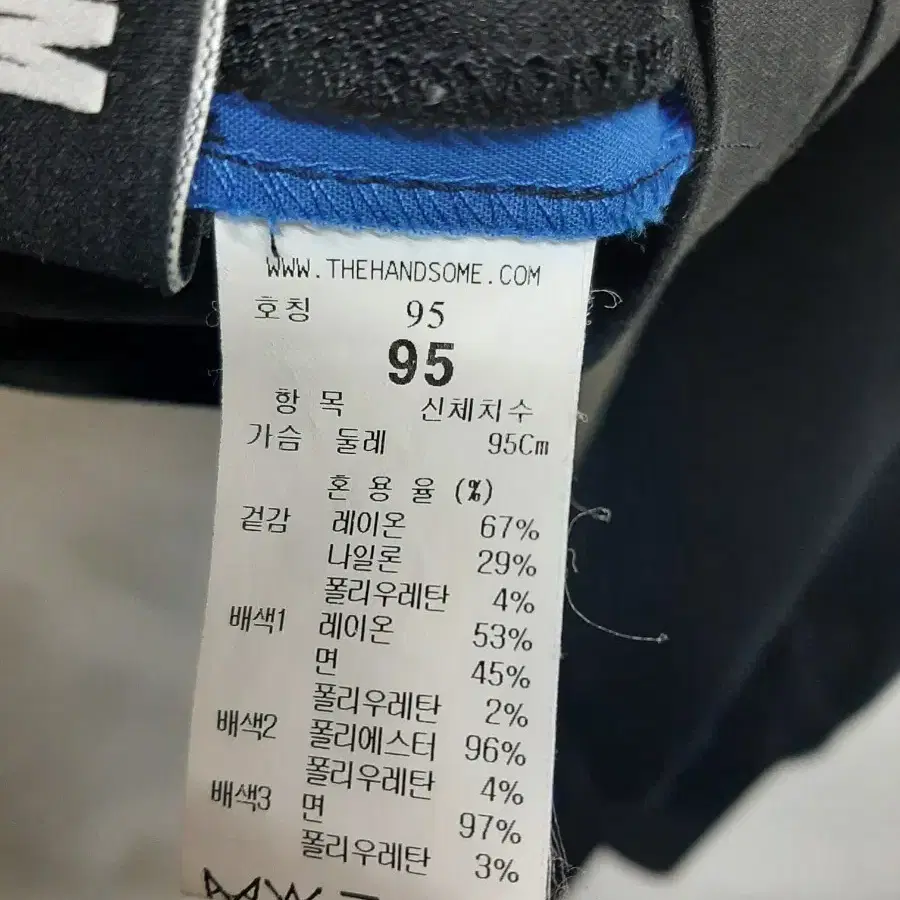 M
WWW.THEHANDSOME.COM
호칭 95
95
항 목 신체치수
가슴 둘레 95Cm
혼 용 율 (%)
겉감 레이온 67%
나일론 29%
폴리우레탄 4%
배색1 레이온 53%
면 45%
폴리우레탄 2%
배색2 폴리에스터 96%
폴리우레탄 4%
배색3 면 97%
폴리우레탄 3%